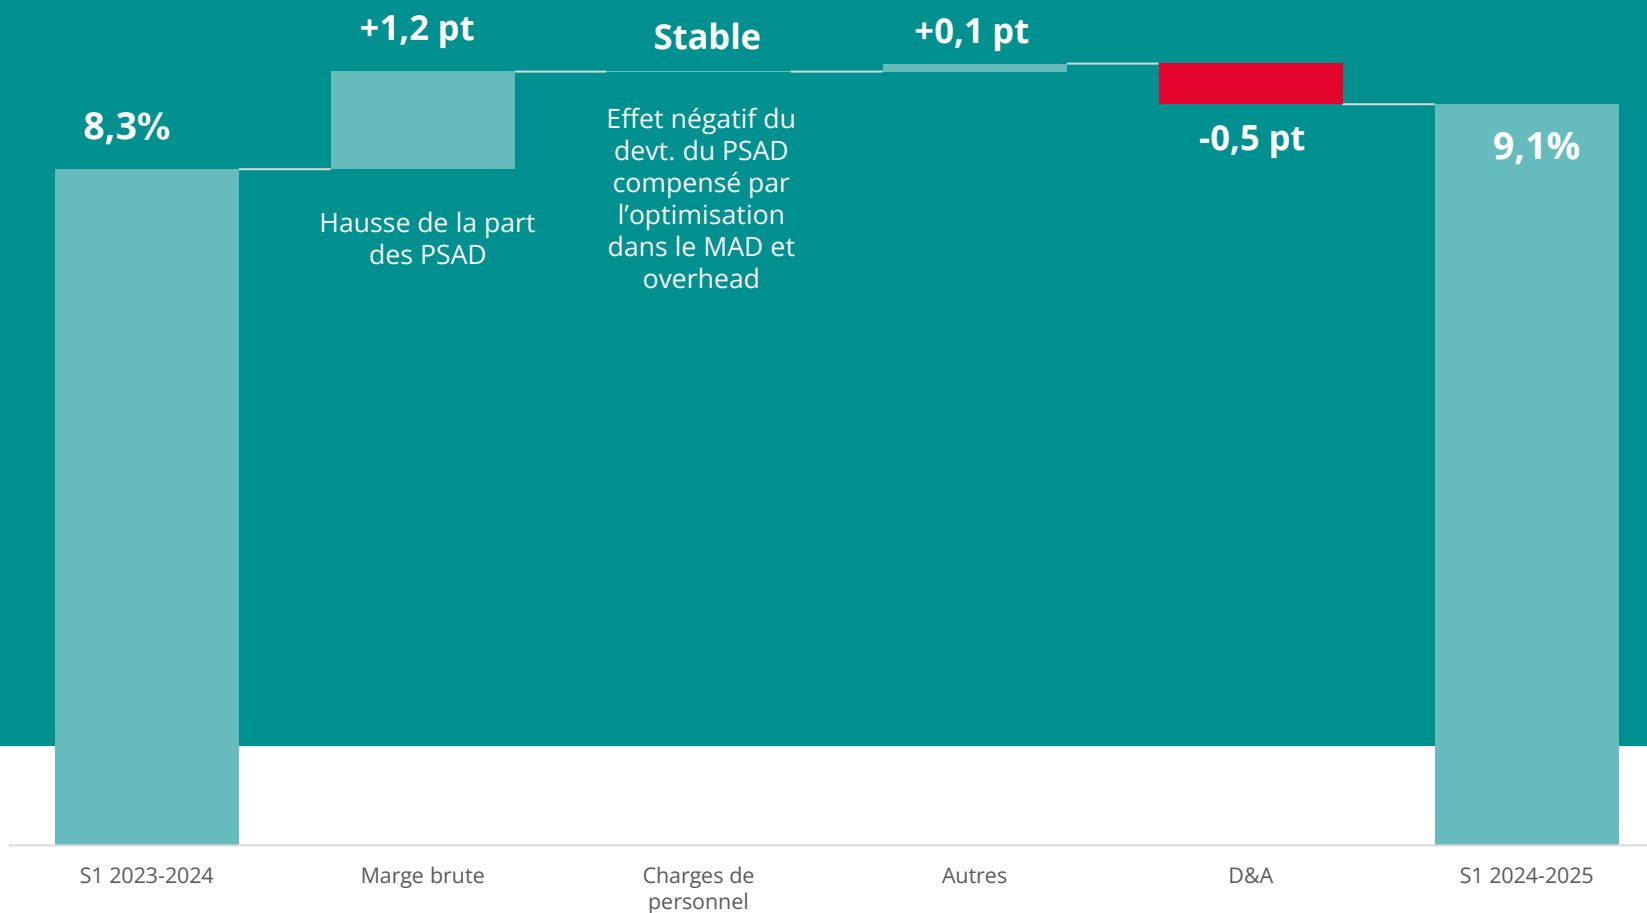 +1,2 pt
Stable
+0,1 pt
8,3%
Effet négatif du
devt. du PSAD
compensé par
l’optimisation
dans le MAD et
overhead
-0,5 pt
9,1%
Hausse de la part
des PSAD
S1 2023-2024
Marge brute
Charges de
personnel
Autres
D&A
S1 2024-2025